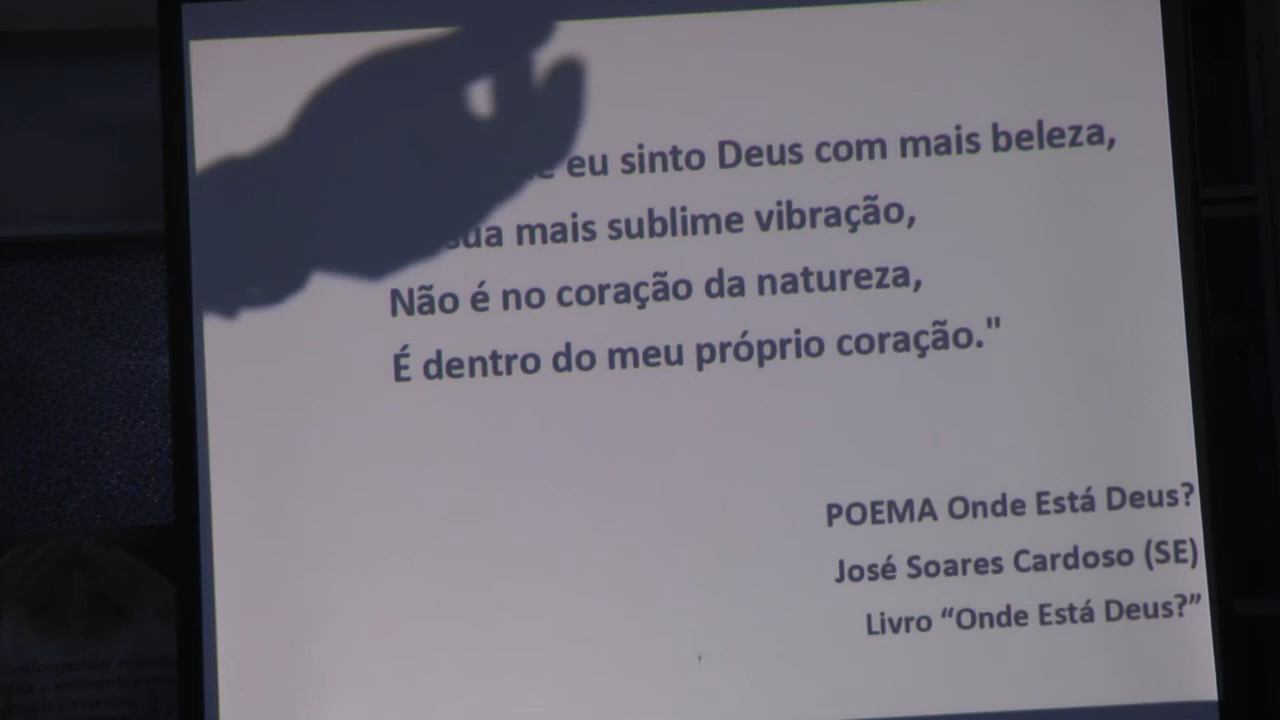 eu sinto Deus com mais beleza,
sua mais sublime vibração,
Não é no coração da natureza,
É dentro do meu próprio coração."
POEMA Onde Está Deus?
José Soares Cardoso (SE)
Livro “Onde Está Deus?”